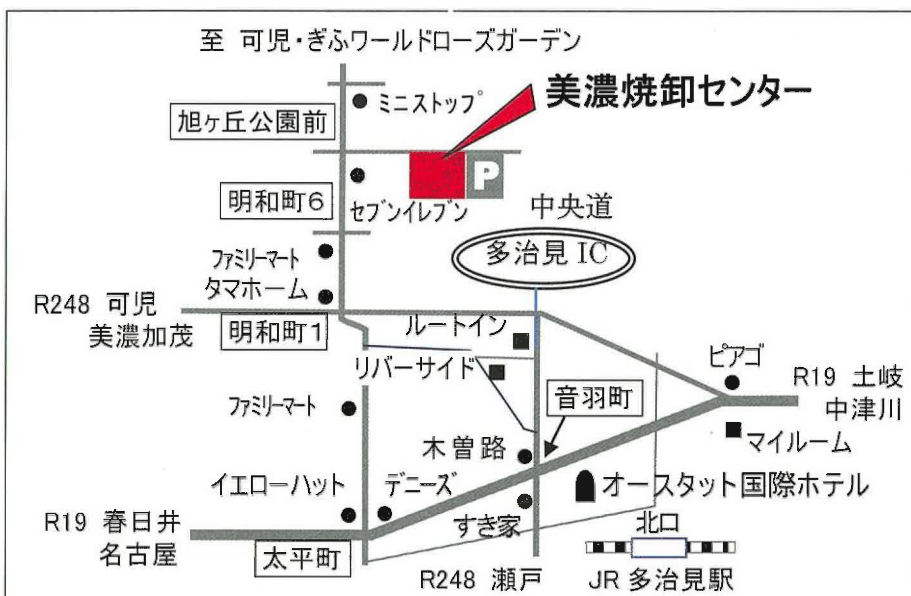 至 可児・ぎふワールドローズガーデン
美濃焼卸センター
ミニストップ
旭ヶ丘公園前
P
明和町6
セブンイレブン
中央道
多治見 IC
ファミリーマート
タマホーム
R248 可児
美濃加茂
明和町1
ルートイン
リバーサイド
ピアゴ
R19 土岐
中津川
音羽町
ファミリーマート
マイルーム
木曽路
イエローハット
デニーズ
オースタット国際ホテル
R19 春日井
名古屋
すき家
北口
太平町
R248 瀬戸
JR 多治見駅